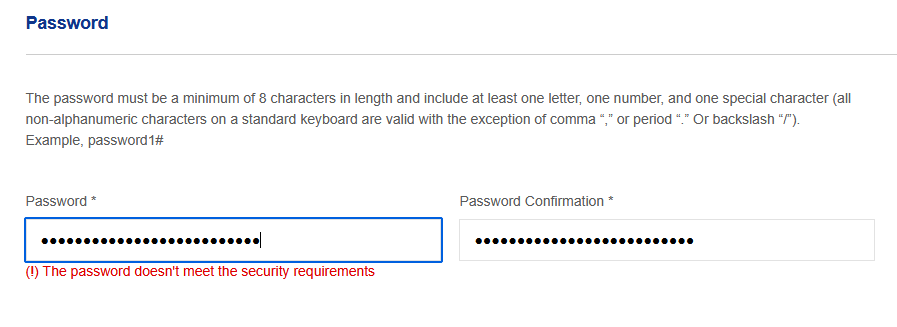 Password
The password must be a minimum of 8 characters in length and include at least one letter, one number, and one special character (all
non-alphanumeric characters on a standard keyboard are valid with the exception of comma “,” or period “.” Or backslash “/”).
Example, password1#
Password *
Password Confirmation *
••••••••••••••••••••••••••
••••••••••••••••••••••••••
(!) The password doesn't meet the security requirements